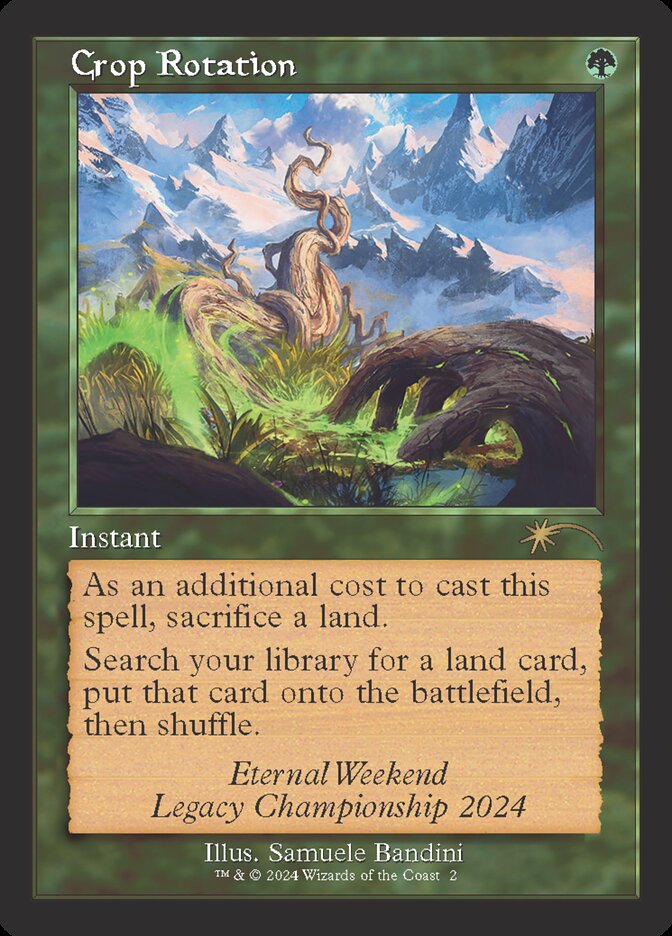 Crop Rotation
Instant
As an additional cost to cast this
spell, sacrifice a land.
Search your library for a land card,
put that card onto the battlefield,
then shuffle.
Eternal Weekend
Legacy Championship 2024
Illus. Samuele Bandini
™ & © 2024 Wizards of the Coast 2